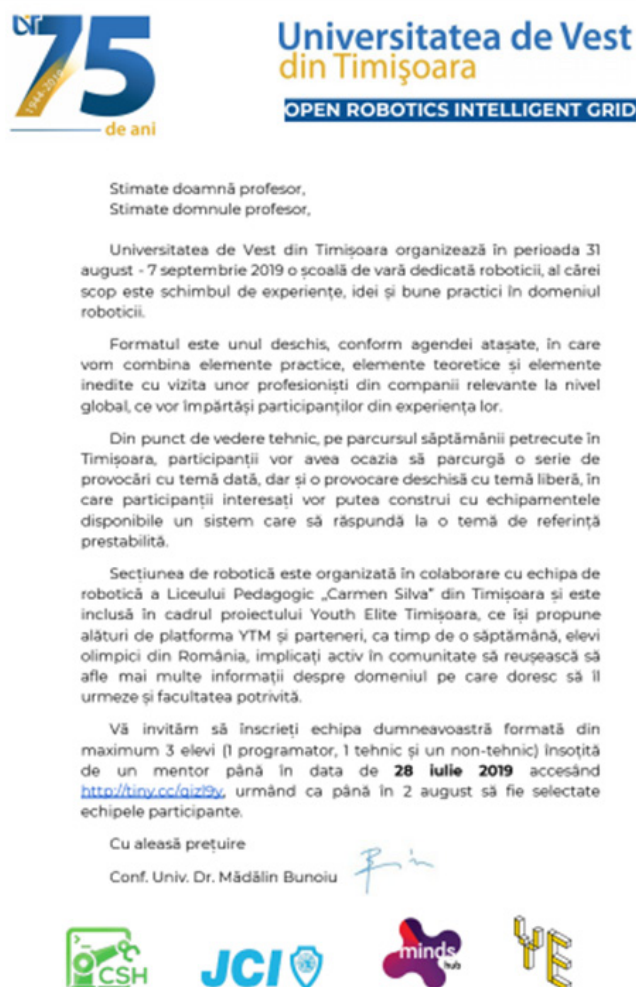 UVT
75
1944-2019
de ani
Universitatea de Vest
din Timişoara
OPEN ROBOTICS INTELLIGENT GRID
Stimate doamnă profesor,
Stimate domnule profesor,
Universitatea de Vest din Timișoara organizează în perioada 31
august - 7 septembrie 2019 o școală de vară dedicată roboticii, al cărei
scop este schimbul de experiențe, idei și bune practici în domeniul
roboticii.
Formatul este unul deschis, conform agendei atașate, în care
vom combina elemente practice, elemente teoretice și elemente
inedite cu vizita unor profesioniști din companii relevante la nivel
global, ce vor împărtăși participanților din experiența lor.
Din punct de vedere tehnic, pe parcursul săptămânii petrecute în
Timișoara, participanții vor avea ocazia să parcurgă o serie de
provocări cu temă dată, dar și o provocare deschisă cu temă liberă, în
care participanții interesați vor putea construi cu echipamentele
disponibile un sistem care să răspundă la o temă de referință
prestabilită.
Secțiunea de robotică este organizată în colaborare cu echipa de
robotică a Liceului Pedagogic „Carmen Silva” din Timișoara și este
inclusă în cadrul proiectului Youth Elite Timișoara, ce își propune
alături de platforma YTM și parteneri, ca timp de o săptămână, elevi
olimpici din România, implicați activ în comunitate să reușească să
afle mai multe informații despre domeniul pe care doresc să îl
urmeze și facultatea potrivită.
Vă invităm să înscrieți echipa dumneavoastră formată din
maximum 3 elevi (1 programator, 1 tehnic și un non-tehnic) însoțită
de un mentor până în data de 28 iulie 2019 accesând
http://tiny.cc/qizl9y, urmând ca până în 2 august să fie selectate
echipele participante.
Cu aleasă prețuire
Conf. Univ. Dr. Mădălin Bunoiu
CSH
JCI
minds
hub
YE